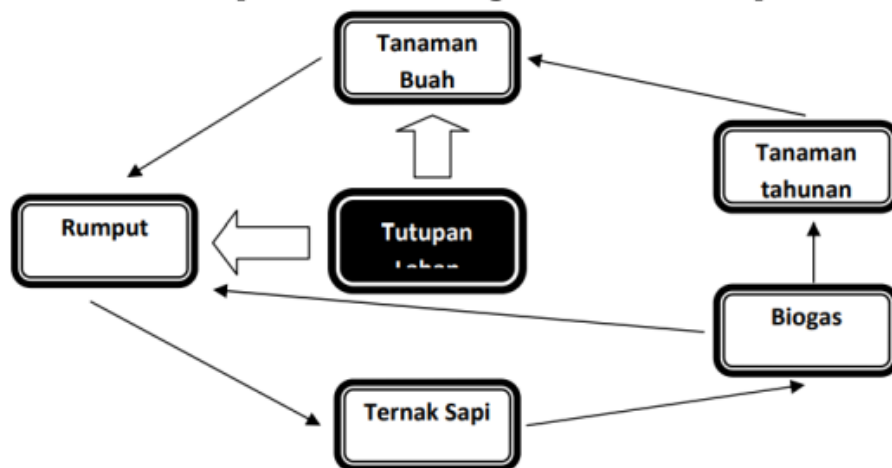 Tanaman
Buah
Tanaman
tahunan
Rumput
Tutupan
Biogas
Ternak Sapi